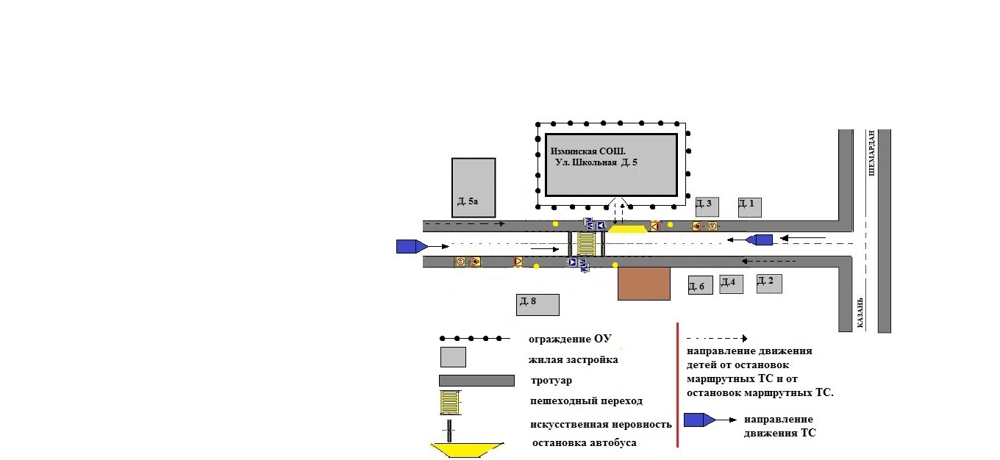 Изминская СОШ.
Ул. Школьная Д. 5
Д. 5а
Д. 3
Д. 1
ШЕМАРДАН
Д. 8
Д. 6
Д.4
Д. 2
КАЗАНЬ
ограждение ОУ
жилая застройка
тротуар
пешеходный переход
искусственная неровность
остановка автобуса
направление движения
детей от остановок
маршрутных ТС и от
остановок маршрутных ТС.
направление
движения ТС